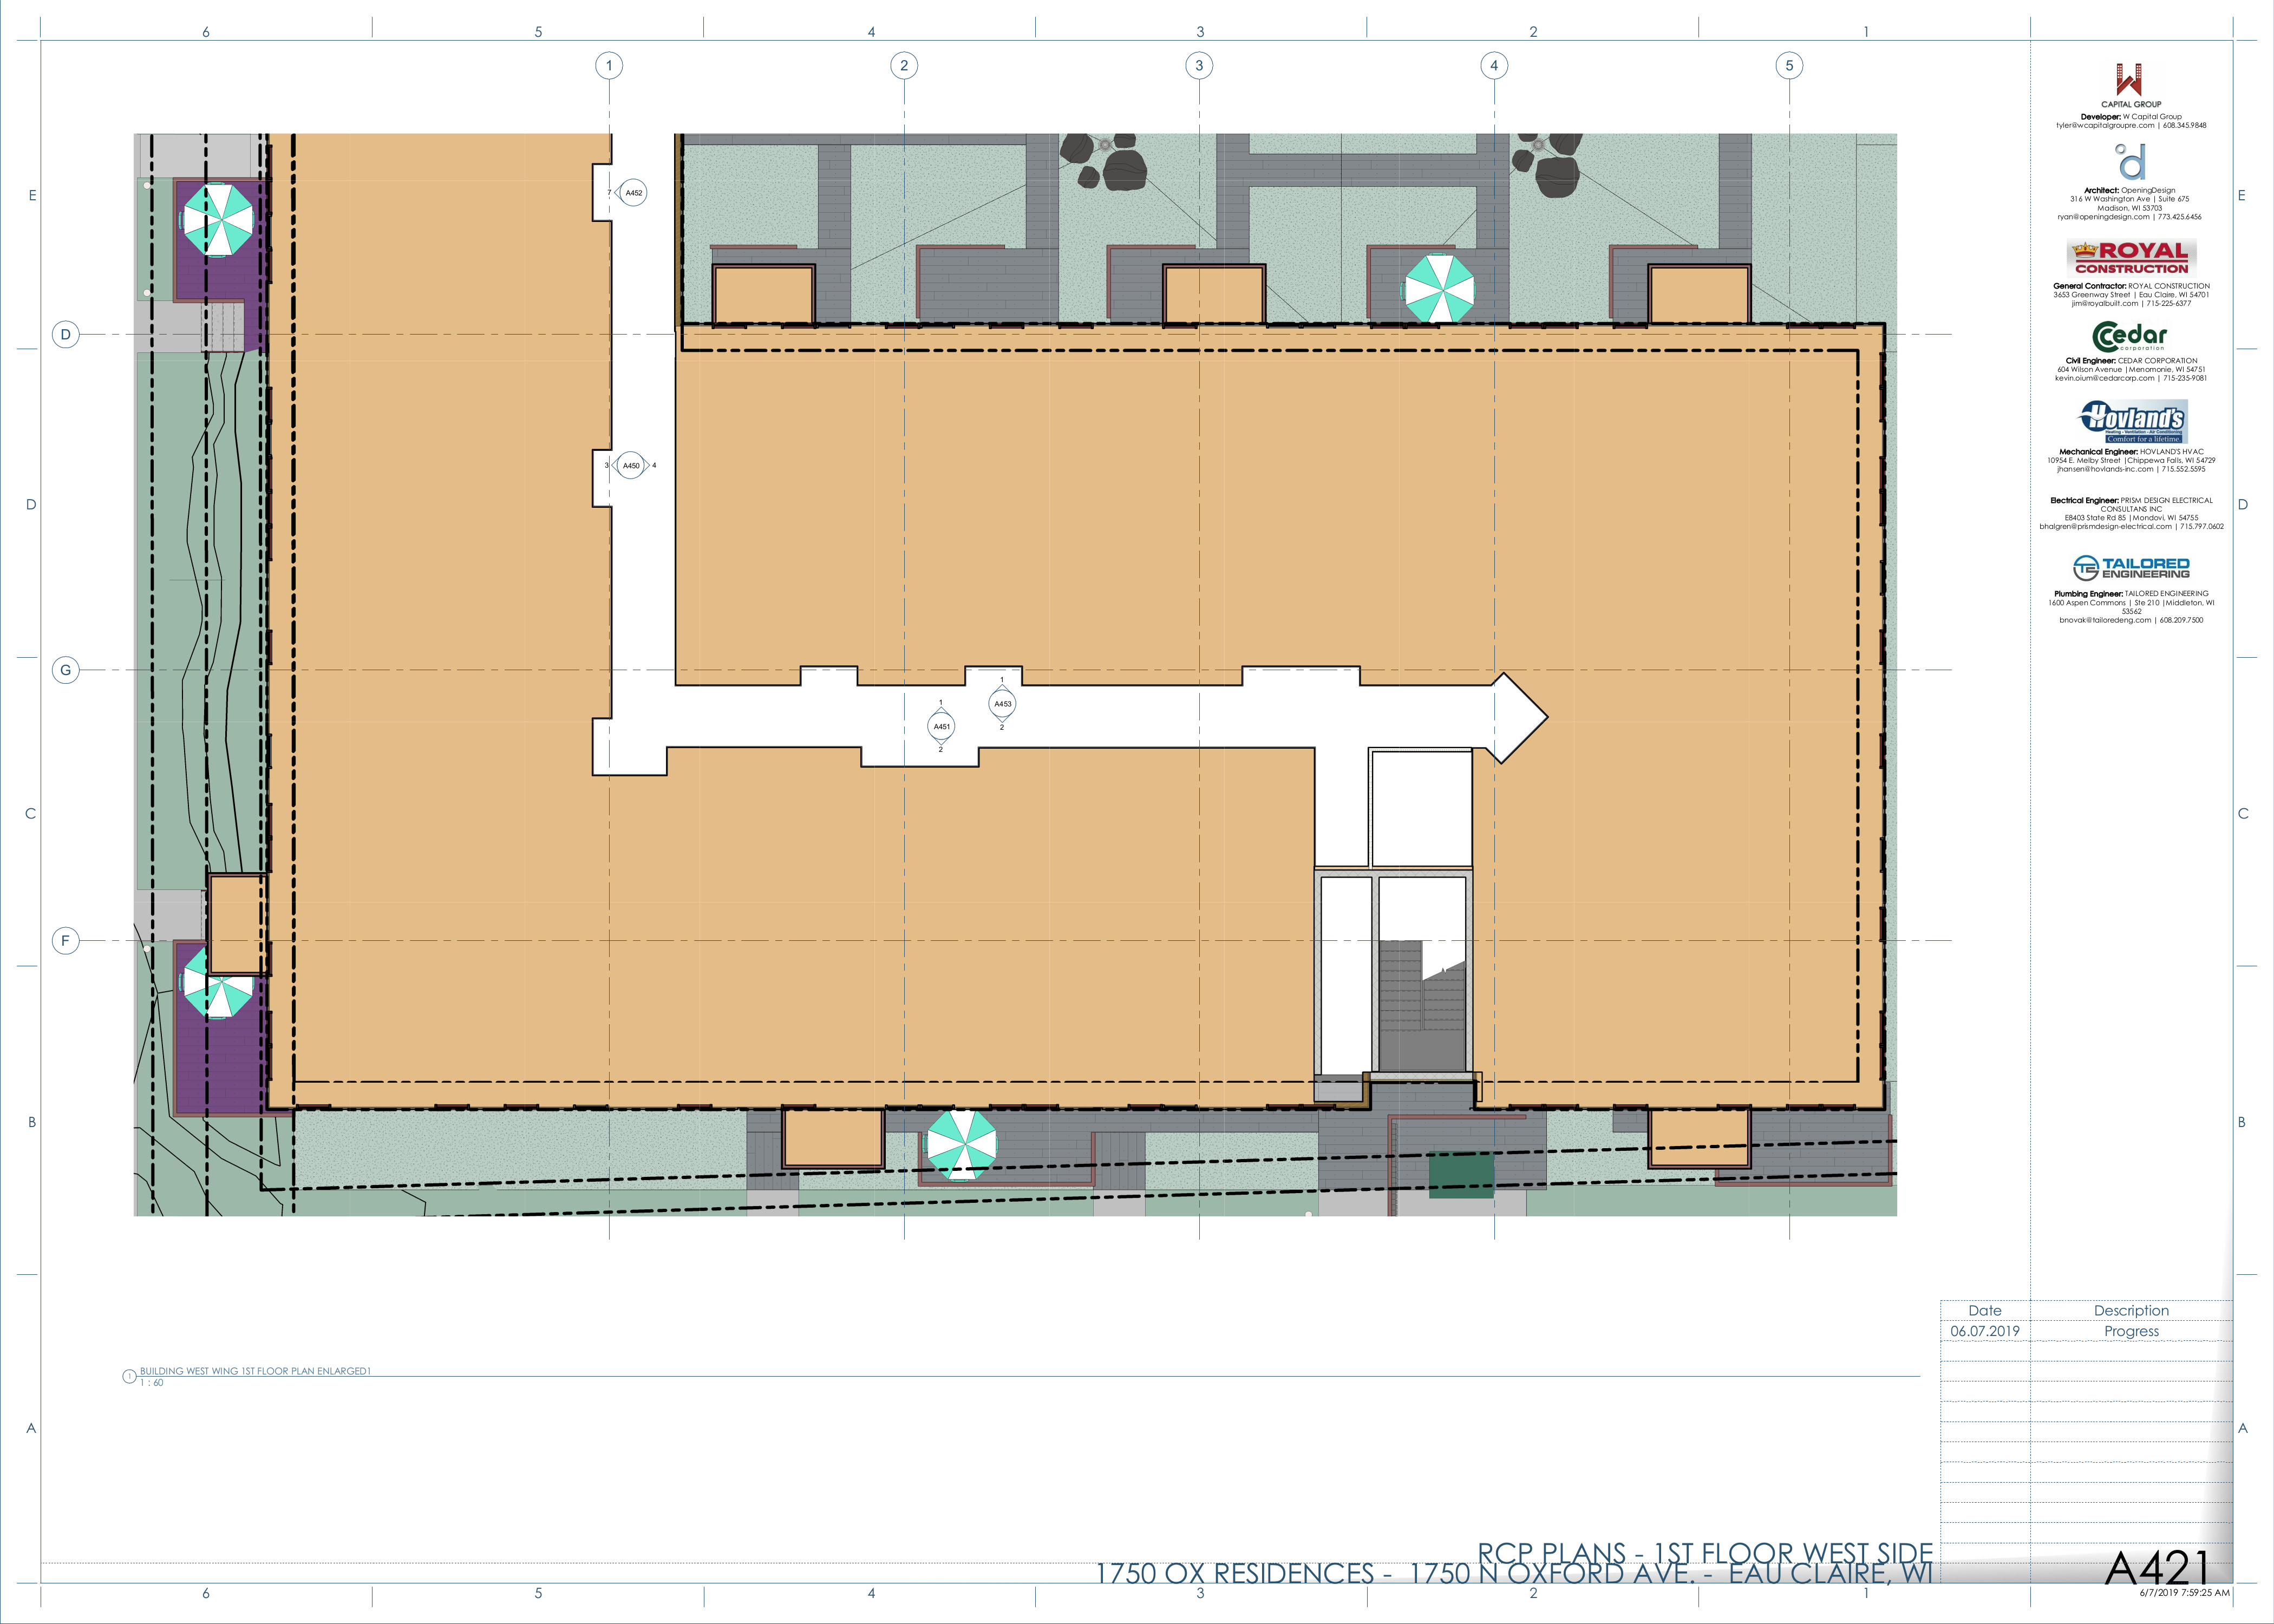 6 5 4 3 2 1
1 2 3 4 5
E
D
G
D
C
F
B
A
7 A452
3 A450 4
1
A453
2
1
A451
2
1 BUILDING WEST WING 1ST FLOOR PLAN ENLARGED1
1 : 60
CAPITAL GROUP
Developer: W Capital Group
tyler@wcapitalgroupre.com | 608.345.9848
d
Architect: OpeningDesign
316 W Washington Ave | Suite 675
Madison, WI 53703
ryan@openingdesign.com | 773.425.6456
ROYAL
CONSTRUCTION
General Contractor: ROYAL CONSTRUCTION
3653 Greenway Street | Eau Claire, WI 54701
jim@royalbuilt.com | 715-225-6377
Cedar
corporation
Civil Engineer: CEDAR CORPORATION
604 Wilson Avenue |Menomonie, WI 54751
kevin.oium@cedarcorp.com | 715-235-9081
Hovland's
Heating - Ventilation - Air Conditioning
Comfort for a lifetime.
Mechanical Engineer: HOVLAND'S HVAC
10954 E. Melby Street |Chippewa Falls, WI 54729
jhansen@hovlands-inc.com | 715.552.5595
Electrical Engineer: PRISM DESIGN ELECTRICAL
CONSULTANS INC
E8403 State Rd 85 |Mondovi, WI 54755
bhalgren@prismdesign-electrical.com | 715.797.0602
TE TAILORED
ENGINEERING
Plumbing Engineer: TAILORED ENGINEERING
1600 Aspen Commons | Ste 210 |Middleton, WI
53562
bnovak@tailoredeng.com | 608.209.7500
E
D
C
B
A
Date Description
06.07.2019 Progress
RCP PLANS - 1ST FLOOR WEST SIDE
1750 OX RESIDENCES - 1750 N OXFORD AVE. - EAU CLAIRE, WI
A421
6/7/2019 7:59:25 AM
6 5 4 3 2 1